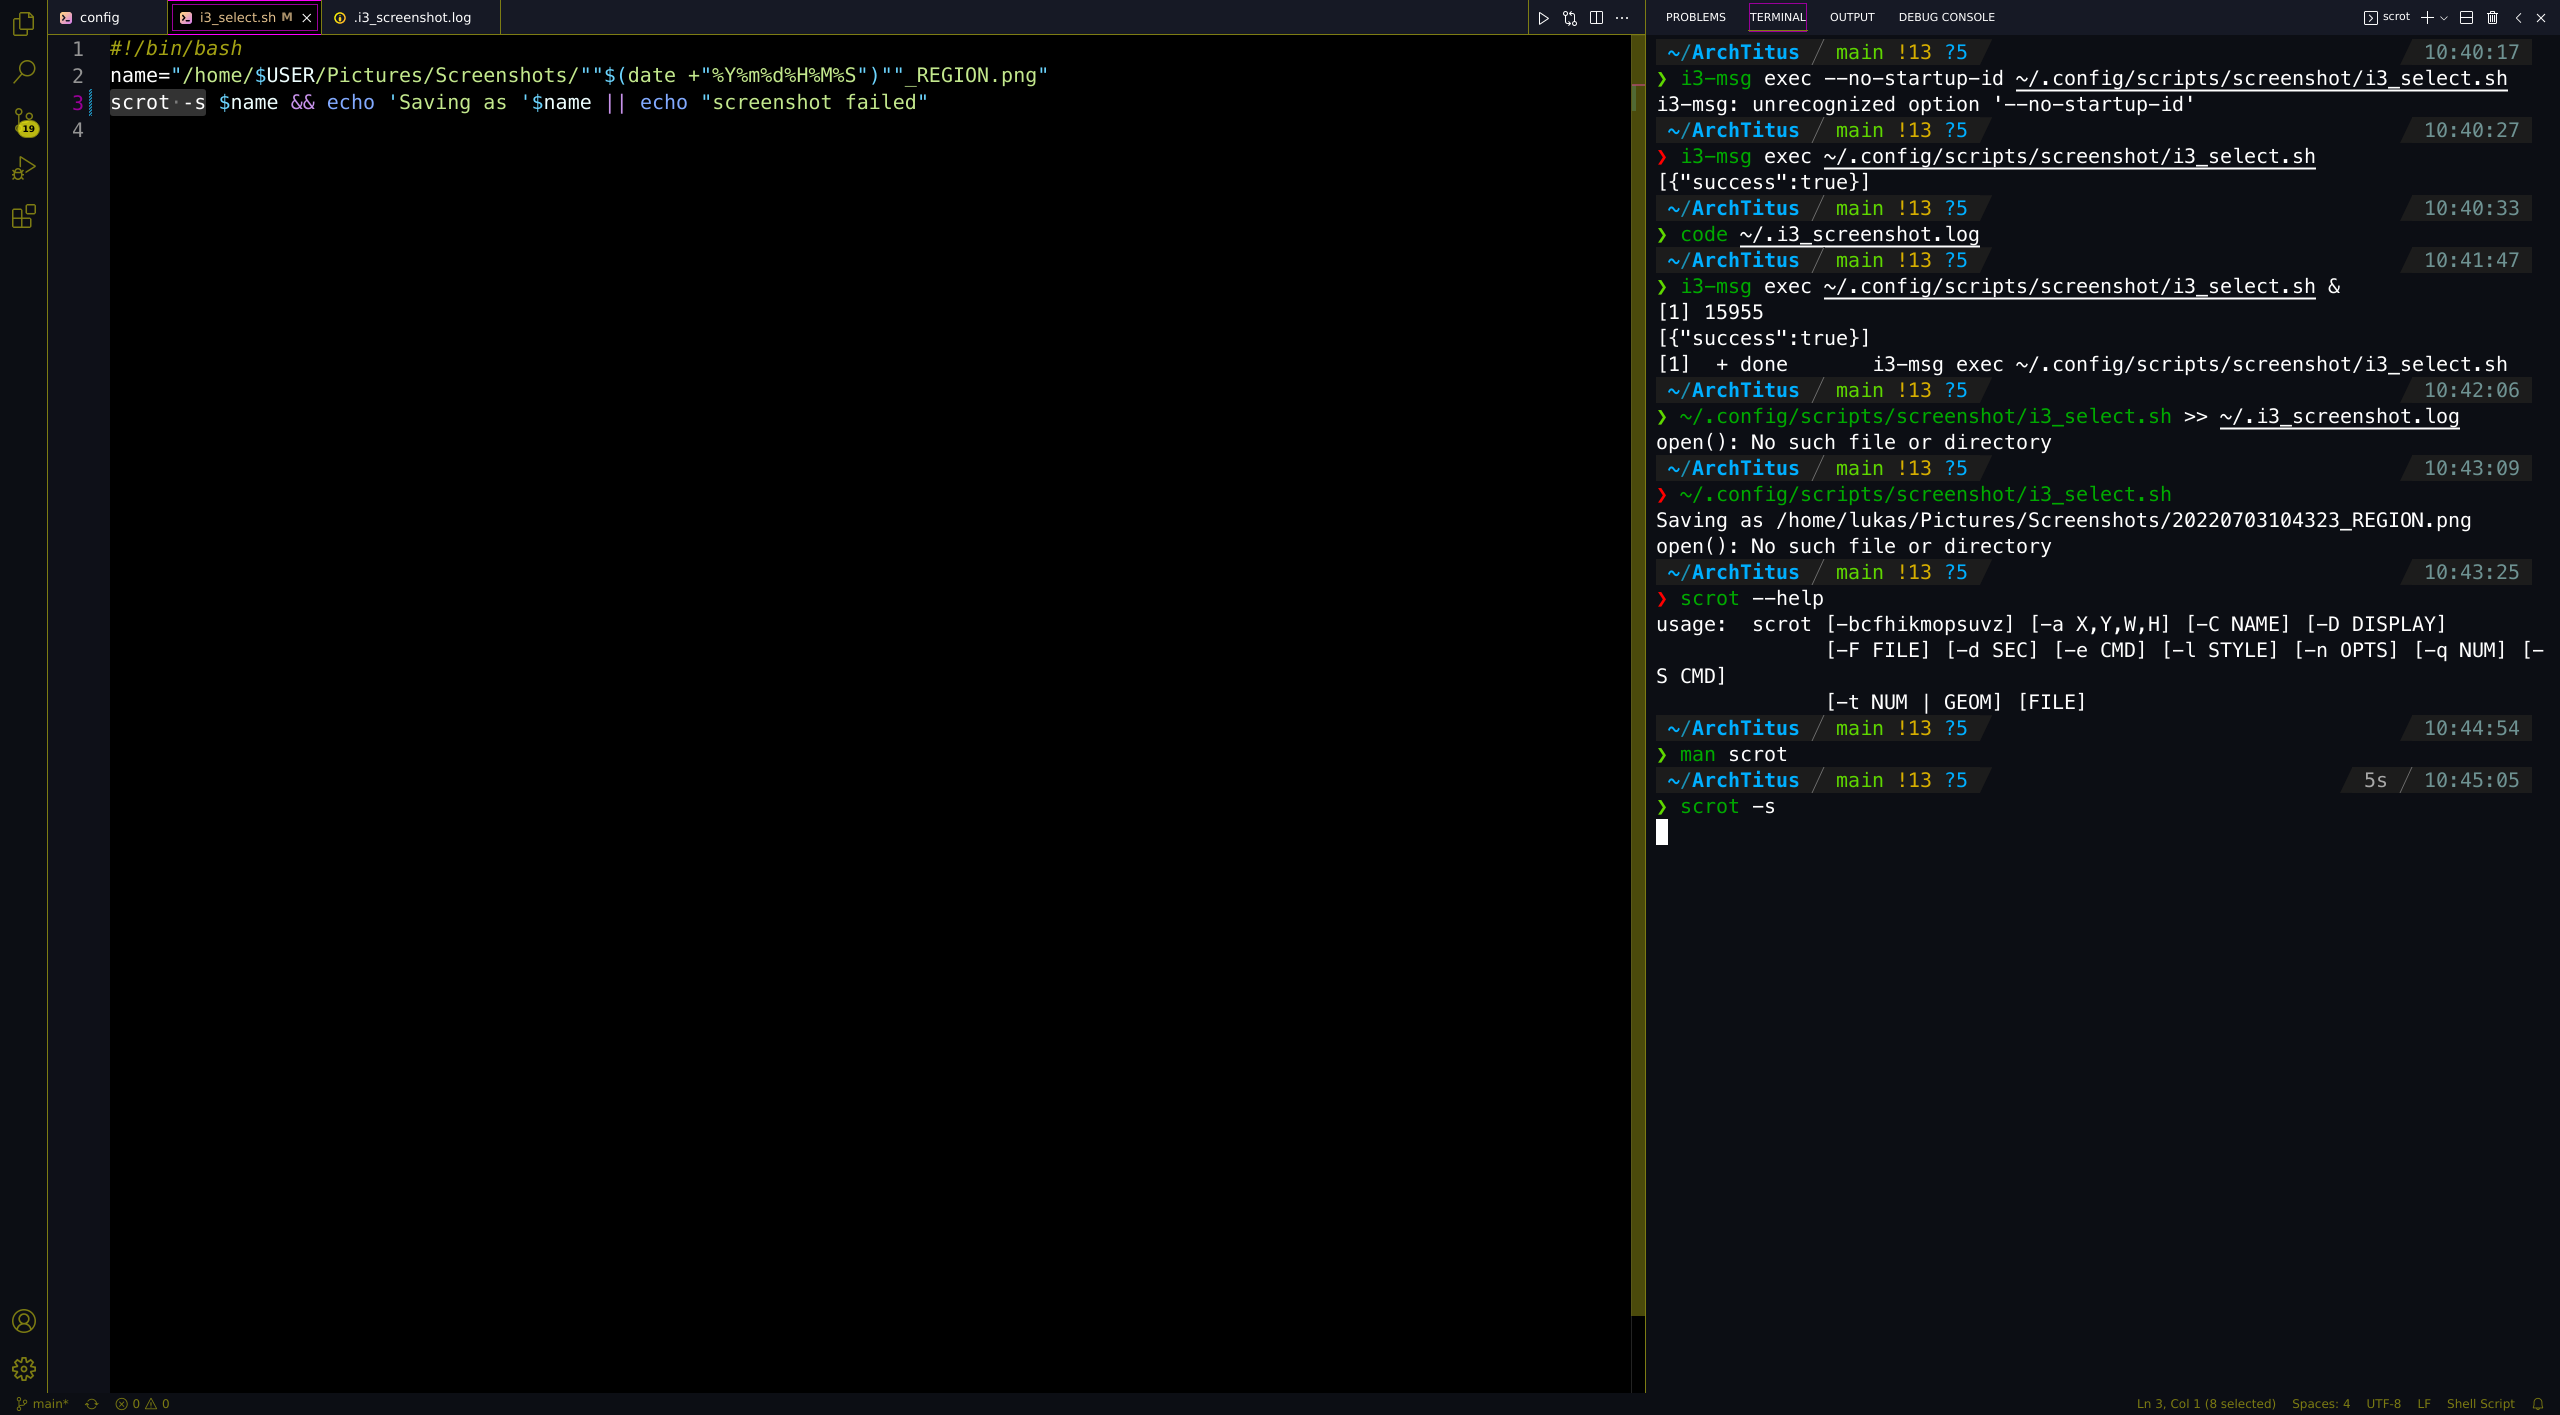 config
i3_select.sh M
.i3_screenshot.log
1 #!/bin/bash
2 name="/home/$USER/Pictures/Screenshots/""$(date +"%Y%m%d%H%M%S")""_REGION.png"
3 scrot·-s $name && echo 'Saving as '$name || echo "screenshot failed"
4
19
PROBLEMS TERMINAL OUTPUT DEBUG CONSOLE
scrot
~/ArchTitus main !13 ?5 10:40:17
❯ i3-msg exec --no-startup-id ~/.config/scripts/screenshot/i3_select.sh
i3-msg: unrecognized option '--no-startup-id'
~/ArchTitus main !13 ?5 10:40:27
❯ i3-msg exec ~/.config/scripts/screenshot/i3_select.sh
[{"success":true}]
~/ArchTitus main !13 ?5 10:40:33
❯ code ~/.i3_screenshot.log
~/ArchTitus main !13 ?5 10:41:47
❯ i3-msg exec ~/.config/scripts/screenshot/i3_select.sh &
[1] 15955
[{"success":true}]
[1]  + done       i3-msg exec ~/.config/scripts/screenshot/i3_select.sh
~/ArchTitus main !13 ?5 10:42:06
❯ ~/.config/scripts/screenshot/i3_select.sh >> ~/.i3_screenshot.log
open(): No such file or directory
~/ArchTitus main !13 ?5 10:43:09
❯ ~/.config/scripts/screenshot/i3_select.sh
Saving as /home/lukas/Pictures/Screenshots/20220703104323_REGION.png
open(): No such file or directory
~/ArchTitus main !13 ?5 10:43:25
❯ scrot --help
usage:  scrot [-bcfhikmopsuvz] [-a X,Y,W,H] [-C NAME] [-D DISPLAY]
[-F FILE] [-d SEC] [-e CMD] [-l STYLE] [-n OPTS] [-q NUM] [-
S CMD]
[-t NUM | GEOM] [FILE]
~/ArchTitus main !13 ?5 10:44:54
❯ man scrot
~/ArchTitus main !13 ?5 5s 10:45:05
❯ scrot -s
main* 0 0
Ln 3, Col 1 (8 selected) Spaces: 4 UTF-8 LF Shell Script